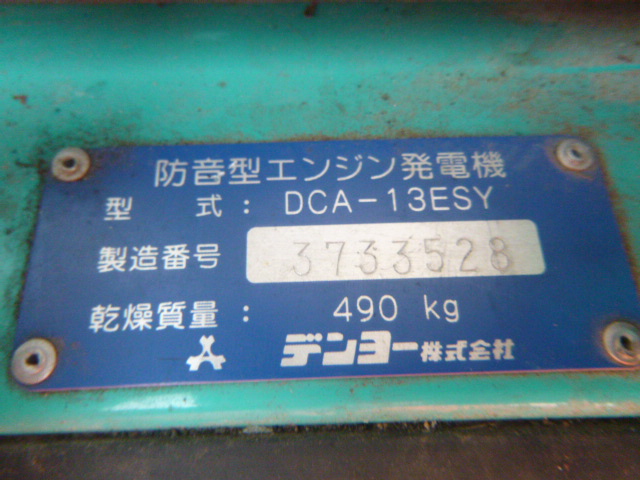 防音型エンジン発電機
型 式 : DCA-13ESY
製造番号 3733528
乾燥質量 : 490 kg
デンヨー株式会社